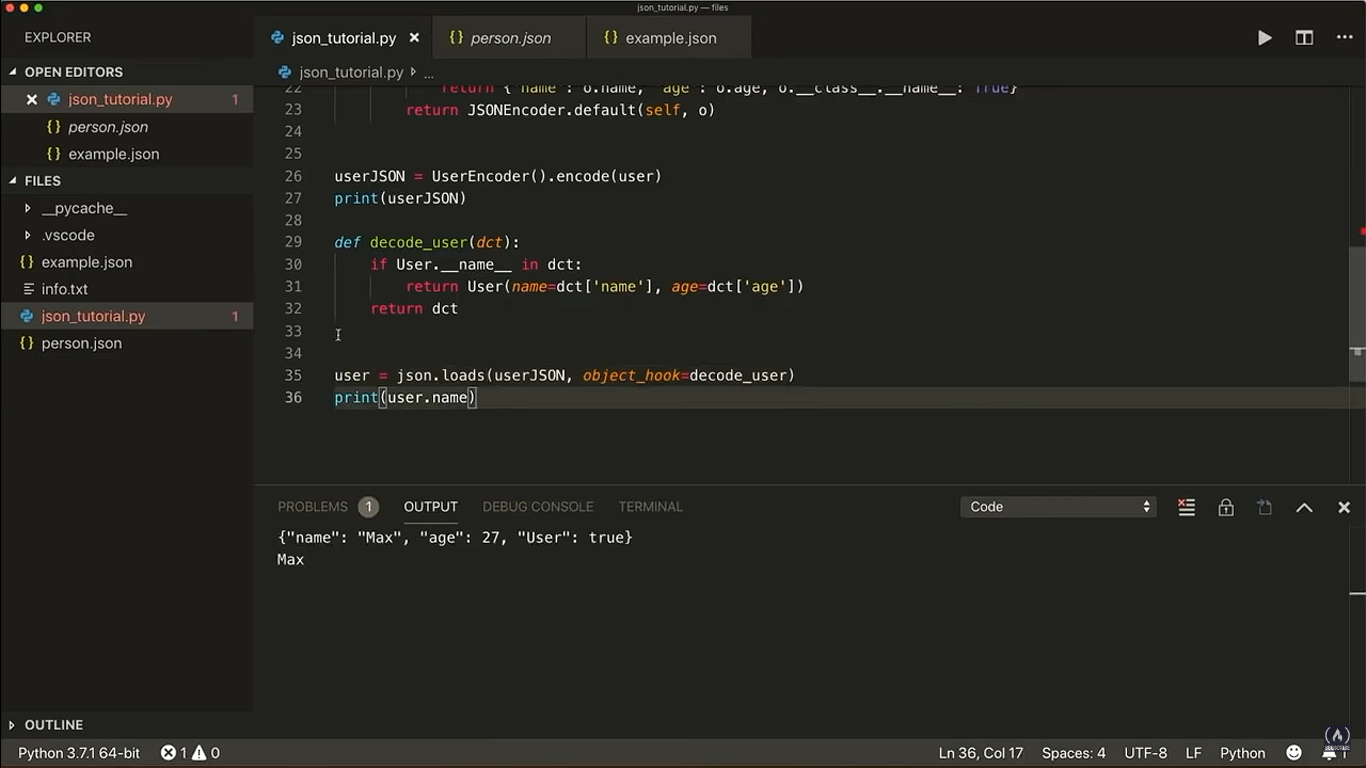 json_tutorial.py — files
EXPLORER
OPEN EDITORS
json_tutorial.py 1
{} person.json
{} example.json
FILES
__pycache__
.vscode
{} example.json
info.txt
json_tutorial.py 1
{} person.json
OUTLINE
json_tutorial.py
{} person.json
{} example.json
json_tutorial.py ...
22 return {'name': o.name, 'age': o.age, o.__class__.__name__: True}
23 return JSONEncoder.default(self, o)
24
25
26 userJSON = UserEncoder().encode(user)
27 print(userJSON)
28
29 def decode_user(dct):
30 if User.__name__ in dct:
31 return User(name=dct['name'], age=dct['age'])
32 return dct
33
34
35 user = json.loads(userJSON, object_hook=decode_user)
36 print(user.name)
PROBLEMS 1 OUTPUT DEBUG CONSOLE TERMINAL Code
{"name": "Max", "age": 27, "User": true}
Max
Python 3.7.1 64-bit 1 0 Ln 36, Col 17 Spaces: 4 UTF-8 LF Python 1